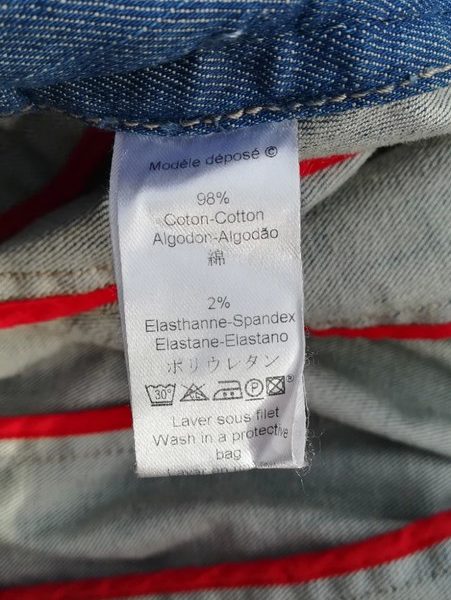 Modèle déposé ©
98%
Coton-Cotton
Algodon-Algodão
綿
2%
Elasthanne-Spandex
Elastane-Elastano
ポリウレタン
30°
Laver sous filet
Wash in a protective
bag